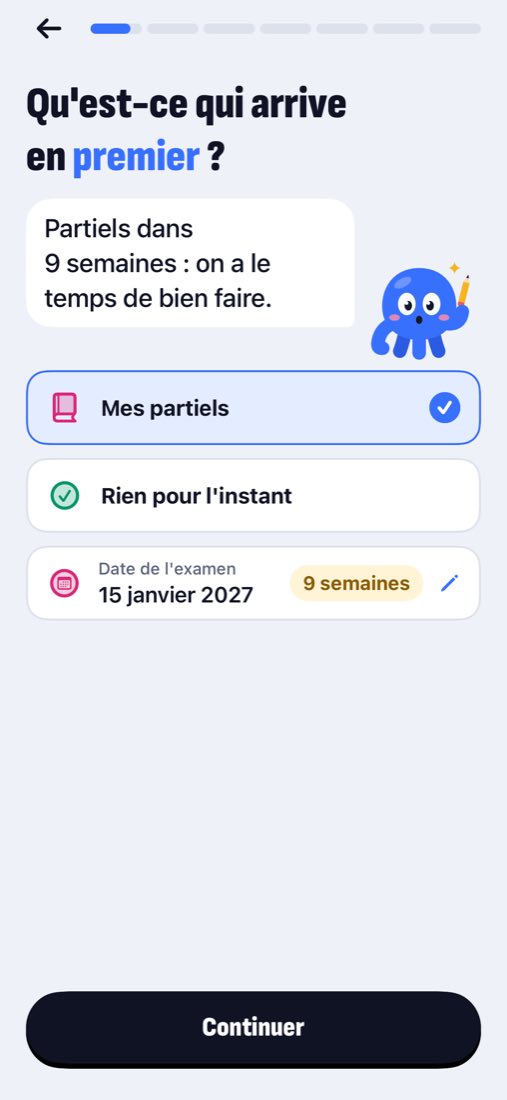 Qu'est-ce qui arrive
en premier ?
Partiels dans
9 semaines : on a le
temps de bien faire.
Mes partiels
Rien pour l'instant
Date de l'examen
15 janvier 2027
9 semaines
Continuer